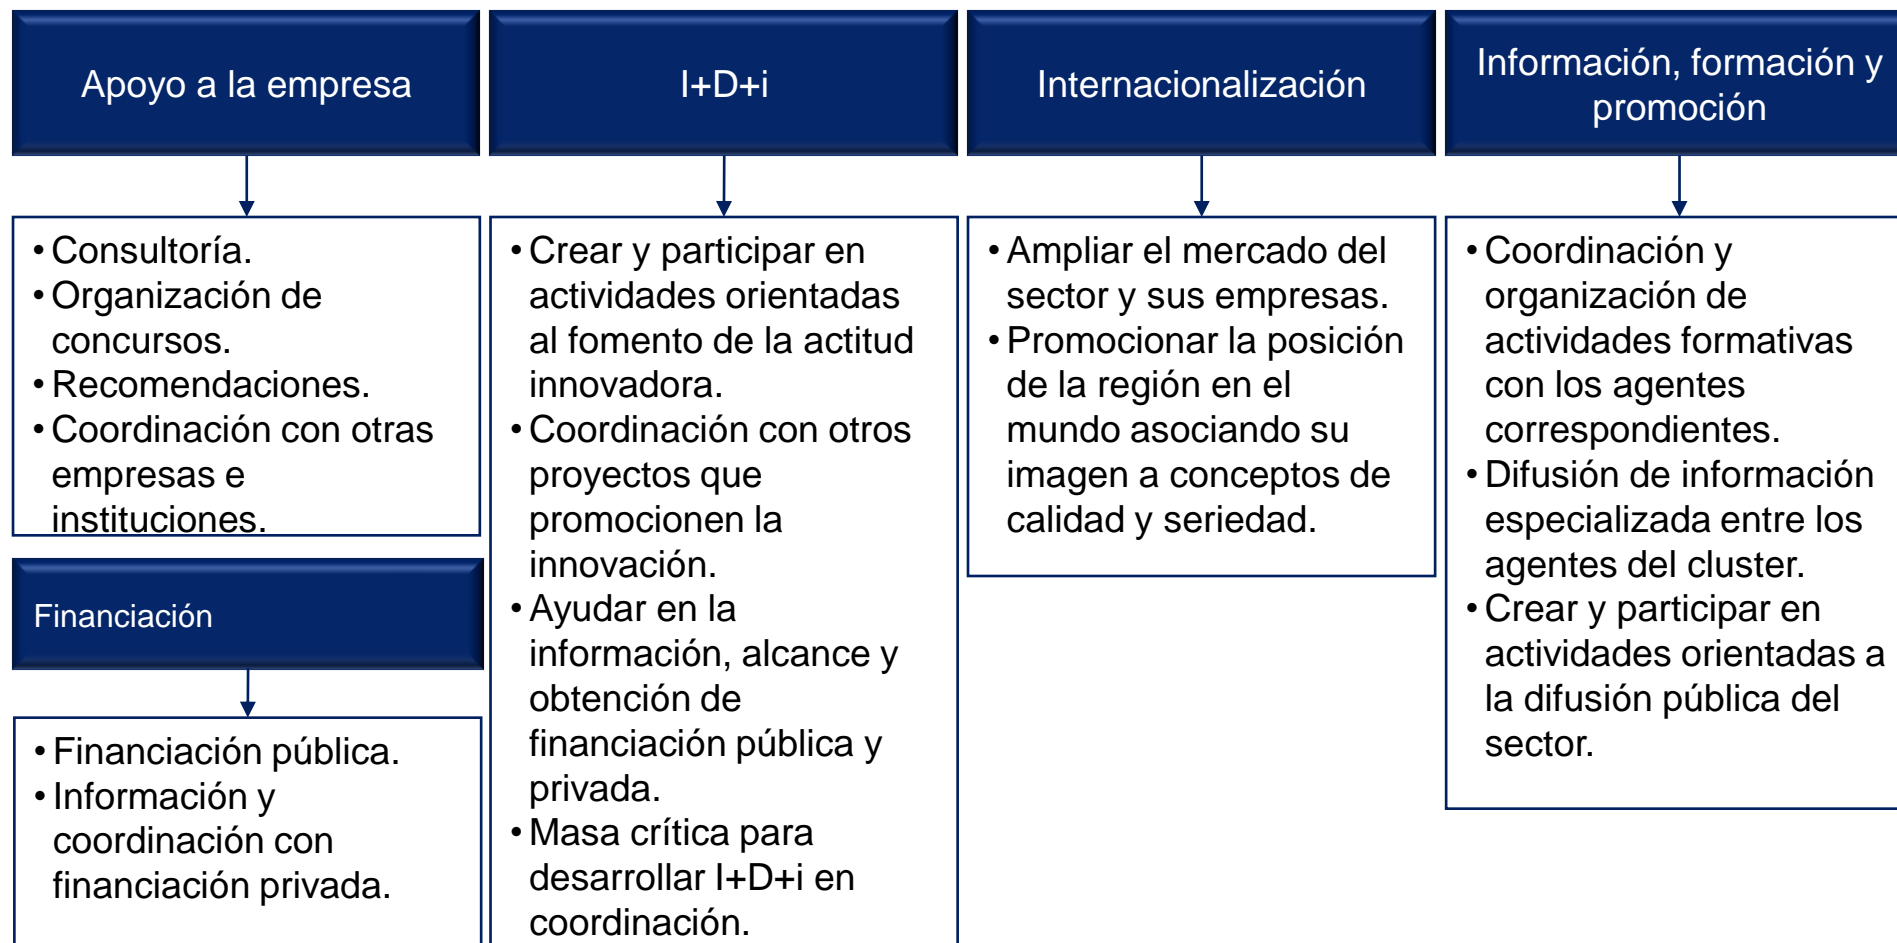 Apoyo a la empresa
• Consultoría.
• Organización de
concursos.
• Recomendaciones.
• Coordinación con otras
empresas e
instituciones.
Financiación
• Financiación pública.
• Información y
coordinación con
financiación privada.
I+D+i
• Crear y participar en
actividades orientadas
al fomento de la actitud
innovadora.
• Coordinación con otros
proyectos que
promocionen la
innovación.
• Ayudar en la
información, alcance y
obtención de
financiación pública y
privada.
• Masa crítica para
desarrollar I+D+i en
coordinación.
Internacionalización
• Ampliar el mercado del
sector y sus empresas.
• Promocionar la posición
de la región en el
mundo asociando su
imagen a conceptos de
calidad y seriedad.
Información, formación y
promoción
• Coordinación y
organización de
actividades formativas
con los agentes
correspondientes.
• Difusión de información
especializada entre los
agentes del cluster.
• Crear y participar en
actividades orientadas a
la difusión pública del
sector.